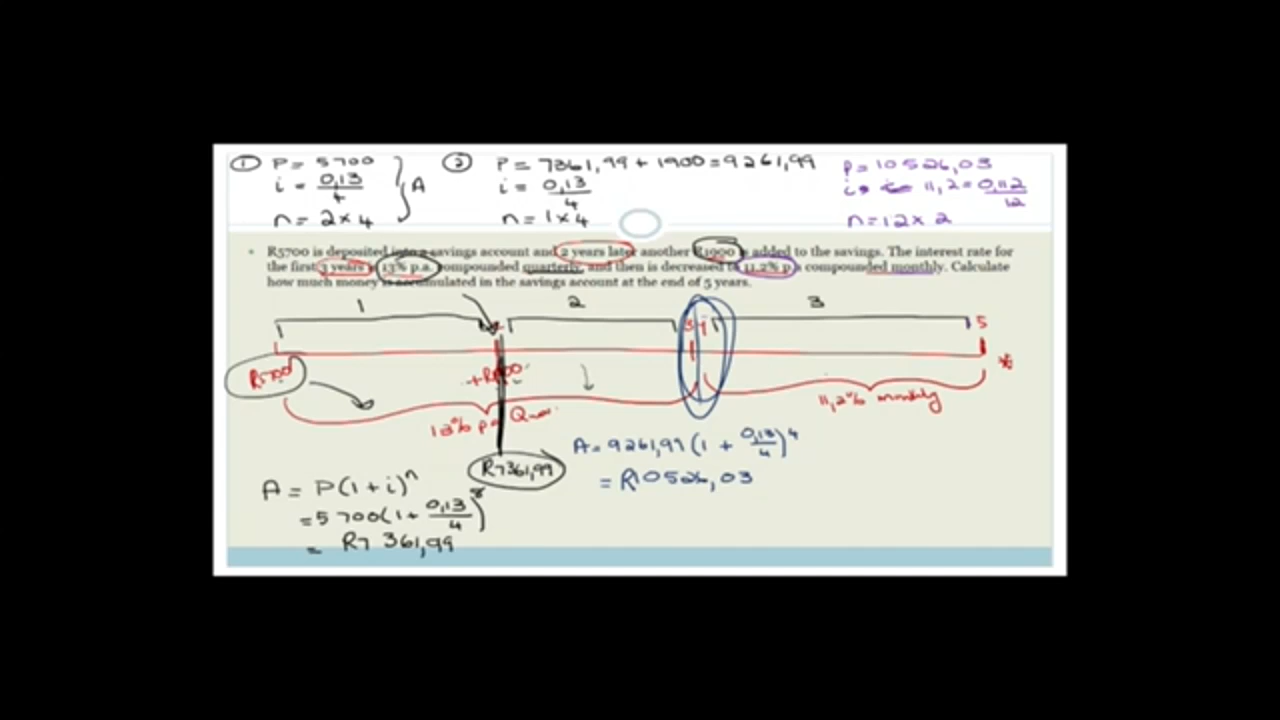 ① P = 5700
i = 0,13/4
n = 2 x 4
A
② P = 7361,99 + 1900 = 9261,99
i = 0,13/4
n = 1 x 4
P = 10526,03
i = 11,2 = 0,112/12
n = 12 x 2
R5700 is deposited into a savings account and 2 years later another R1900 is added to the savings. The interest rate for
the first 3 years is 13% p.a. compounded quarterly, and then is decreased to 11.2% p.a compounded monthly. Calculate
how much money is accumulated in the savings account at the end of 5 years.
1 2 3
3 5
R5700
13% pa
11,2% monthly
R7361,99
A = 9261,99 (1 + 0,13/4)^4
= R10526,03
A = P(1+i)^n
= 5700(1+ 0,13/4)^8
= R7 361,99